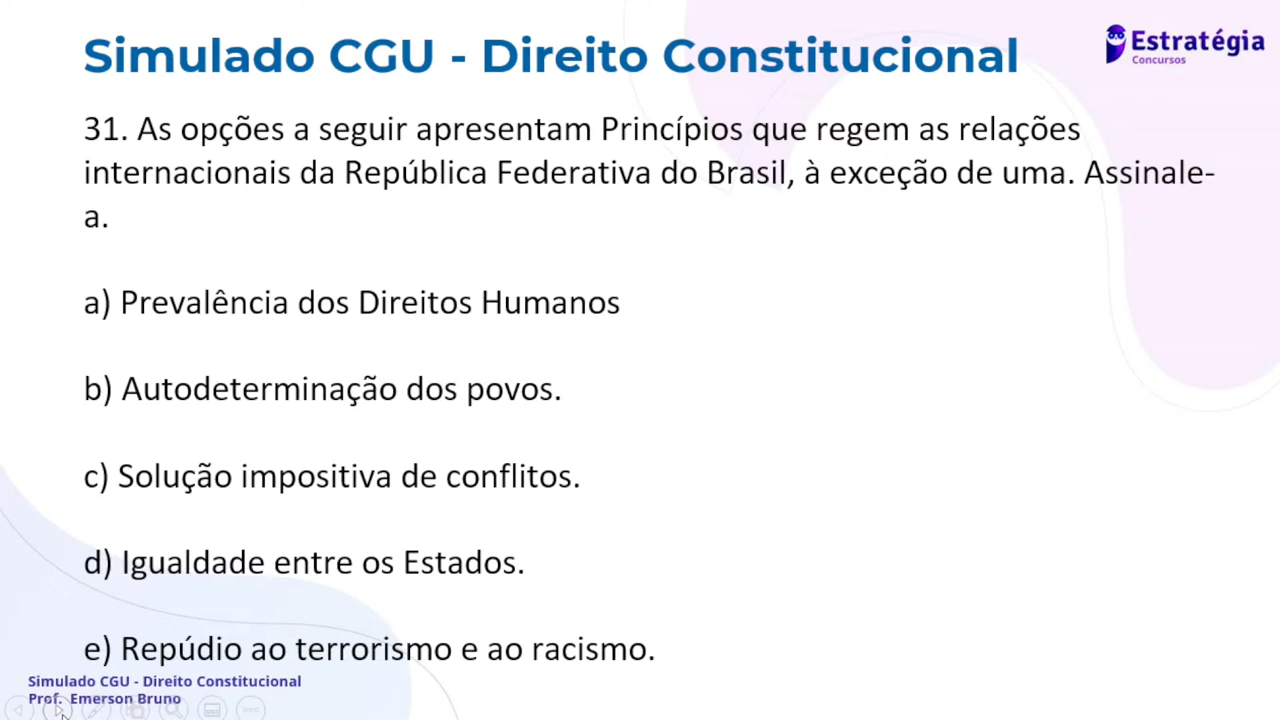 Simulado CGU - Direito Constitucional
Estratégia
Concursos
31. As opções a seguir apresentam Princípios que regem as relações
internacionais da República Federativa do Brasil, à exceção de uma. Assinale-
a.
a) Prevalência dos Direitos Humanos
b) Autodeterminação dos povos.
c) Solução impositiva de conflitos.
d) Igualdade entre os Estados.
e) Repúdio ao terrorismo e ao racismo.
Simulado CGU - Direito Constitucional
Prof. Emerson Bruno